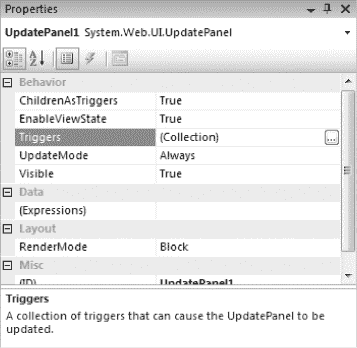 Properties
UpdatePanel1 System.Web.UI.UpdatePanel
Behavior
ChildrenAsTriggers True
EnableViewState True
Triggers (Collection) ...
UpdateMode Always
Visible True
Data
(Expressions)
Layout
RenderMode Block
Misc
(ID) UpdatePanel1
Triggers
A collection of triggers that can cause the UpdatePanel to be
updated.